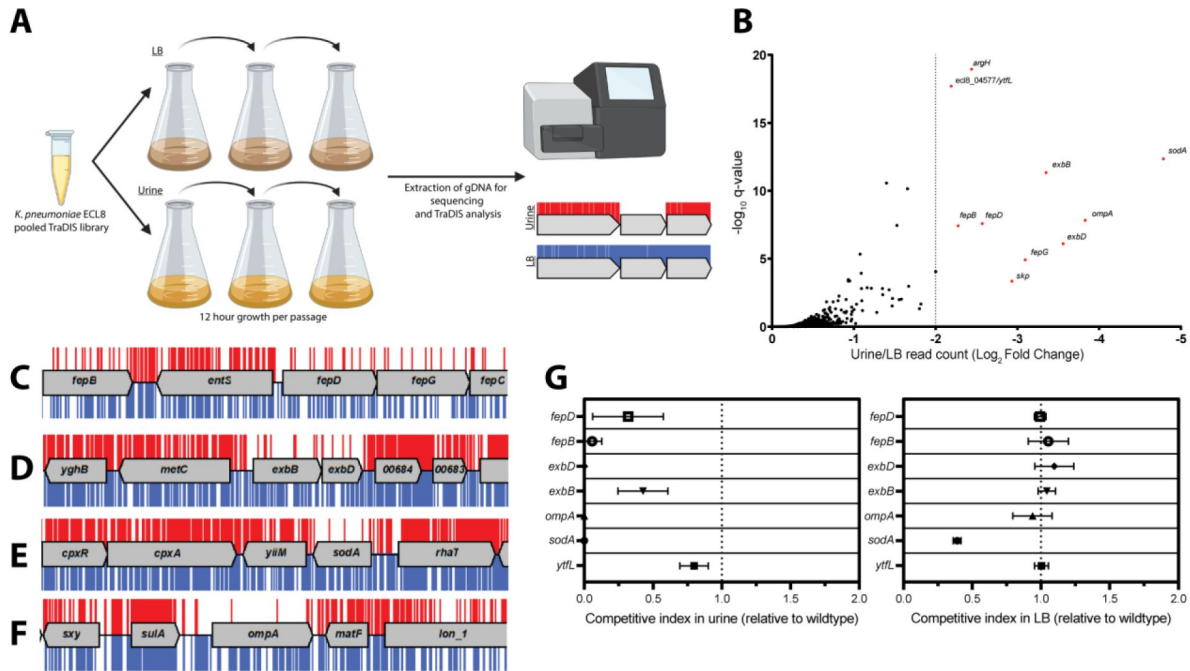 A
LB
K. pneumoniae ECL8
pooled TraDIS library
Urine
12 hour growth per passage
Extraction of gDNA for
sequencing
and TraDIS analysis
Urine
LB
B
20
15
10
5
0
-log10 q-value
0
-1
-2
-3
-4
-5
Urine/LB read count (Log2 Fold Change)
argH
ecl8_04577/ytfL
sodA
exbB
fepB
fepD
ompA
exbD
fepG
skp
C
fepB
entS
fepD
fepG
fepC
D
yghB
metC
exbB
exbD
00684
00683
E
cpxR
cpxA
yiiM
sodA
rhaT
F
sxy
sulA
ompA
matF
lon_1
G
fepD
fepB
exbD
exbB
ompA
sodA
ytfL
0.0
0.5
1.0
1.5
2.0
Competitive index in urine (relative to wildtype)
fepD
fepB
exbD
exbB
ompA
sodA
ytfL
0.0
0.5
1.0
1.5
2.0
Competitive index in LB (relative to wildtype)